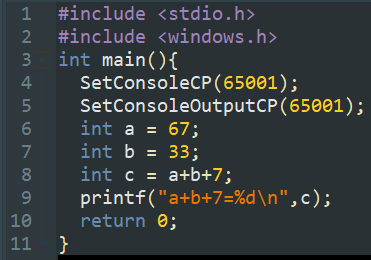 1 #include <stdio.h>
2 #include <windows.h>
3 int main(){
4   SetConsoleCP(65001);
5   SetConsoleOutputCP(65001);
6   int a = 67;
7   int b = 33;
8   int c = a+b+7;
9   printf("a+b+7=%d\n",c);
10   return 0;
11 }